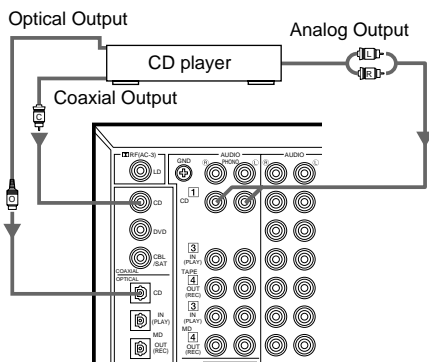 Optical Output
Analog Output
CD player
L
R
Coaxial Output
C
O
RF(AC-3)
LD
GND
AUDIO
R
PHONO
L
AUDIO
R
L
CD
1
CD
DVD
CBL
/SAT
COAXIAL
OPTICAL
CD
IN
(PLAY)
MD
OUT
(REC)
3
IN
(PLAY)
TAPE
4
OUT
(REC)
3
IN
(PLAY)
MD
4
OUT
(REC)